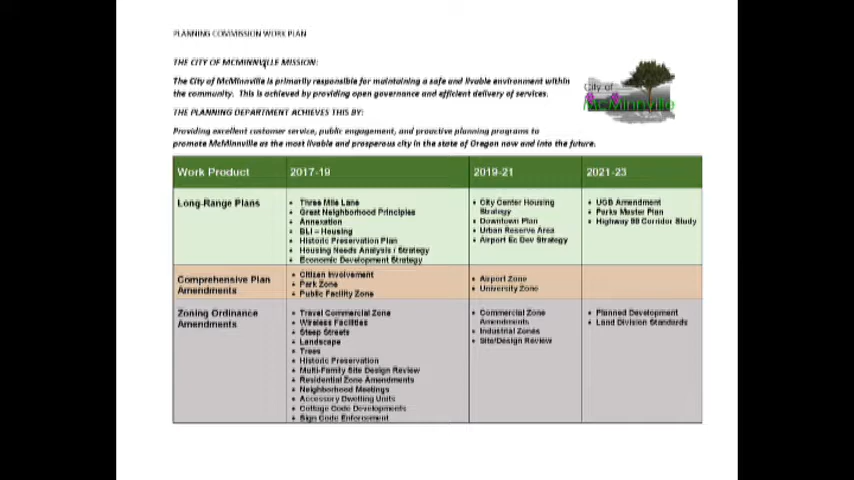 PLANNING COMMISSION WORK PLAN
THE CITY OF MCMINNVILLE MISSION:
The City of McMinnville is primarily responsible for maintaining a safe and livable environment within
the community. This is achieved by providing open governance and efficient delivery of services.
City of
McMinnville
THE PLANNING DEPARTMENT ACHIEVES THIS BY:
Providing excellent customer service, public engagement, and proactive planning programs to
promote McMinnville as the most livable and prosperous city in the state of Oregon now and into the future.
Work Product
2017-19
2019-21
2021-23
Long-Range Plans
• Three Mile Lane
• Great Neighborhood Principles
• Annexation
• BLI – Housing
• Historic Preservation Plan
• Housing Needs Analysis / Strategy
• Economic Development Strategy
• City Center Housing
Strategy
• Downtown Plan
• Urban Reserve Area
• Airport Ec Dev Strategy
• UGB Amendment
• Parks Master Plan
• Highway 99 Corridor Study
Comprehensive Plan
Amendments
• Citizen Involvement
• Park Zone
• Public Facility Zone
• Airport Zone
• University Zone
Zoning Ordinance
Amendments
• Travel Commercial Zone
• Wireless Facilities
• Steep Streets
• Landscape
• Trees
• Historic Preservation
• Multi-Family Site Design Review
• Residential Zone Amendments
• Neighborhood Meetings
• Accessory Dwelling Units
• Cottage Code Developments
• Sign Code Enforcement
• Commercial Zone
Amendments
• Industrial Zones
• Site/Design Review
• Planned Development
• Land Division Standards